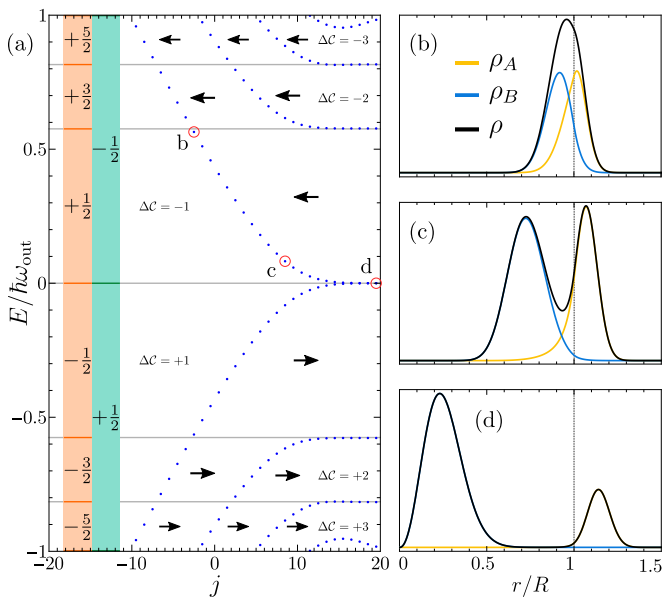 (a)
E/ħω_out
1
0.5
0
−0.5
−1
−20
−10
0
10
20
j
+5/2
+3/2
+1/2
−1/2
−3/2
−5/2
−1/2
+1/2
ΔC = −3
ΔC = −2
ΔC = −1
ΔC = +1
ΔC = +2
ΔC = +3
b
c
d
(b)
ρ_A
ρ_B
ρ
(c)
(d)
0
0.5
1
1.5
r/R